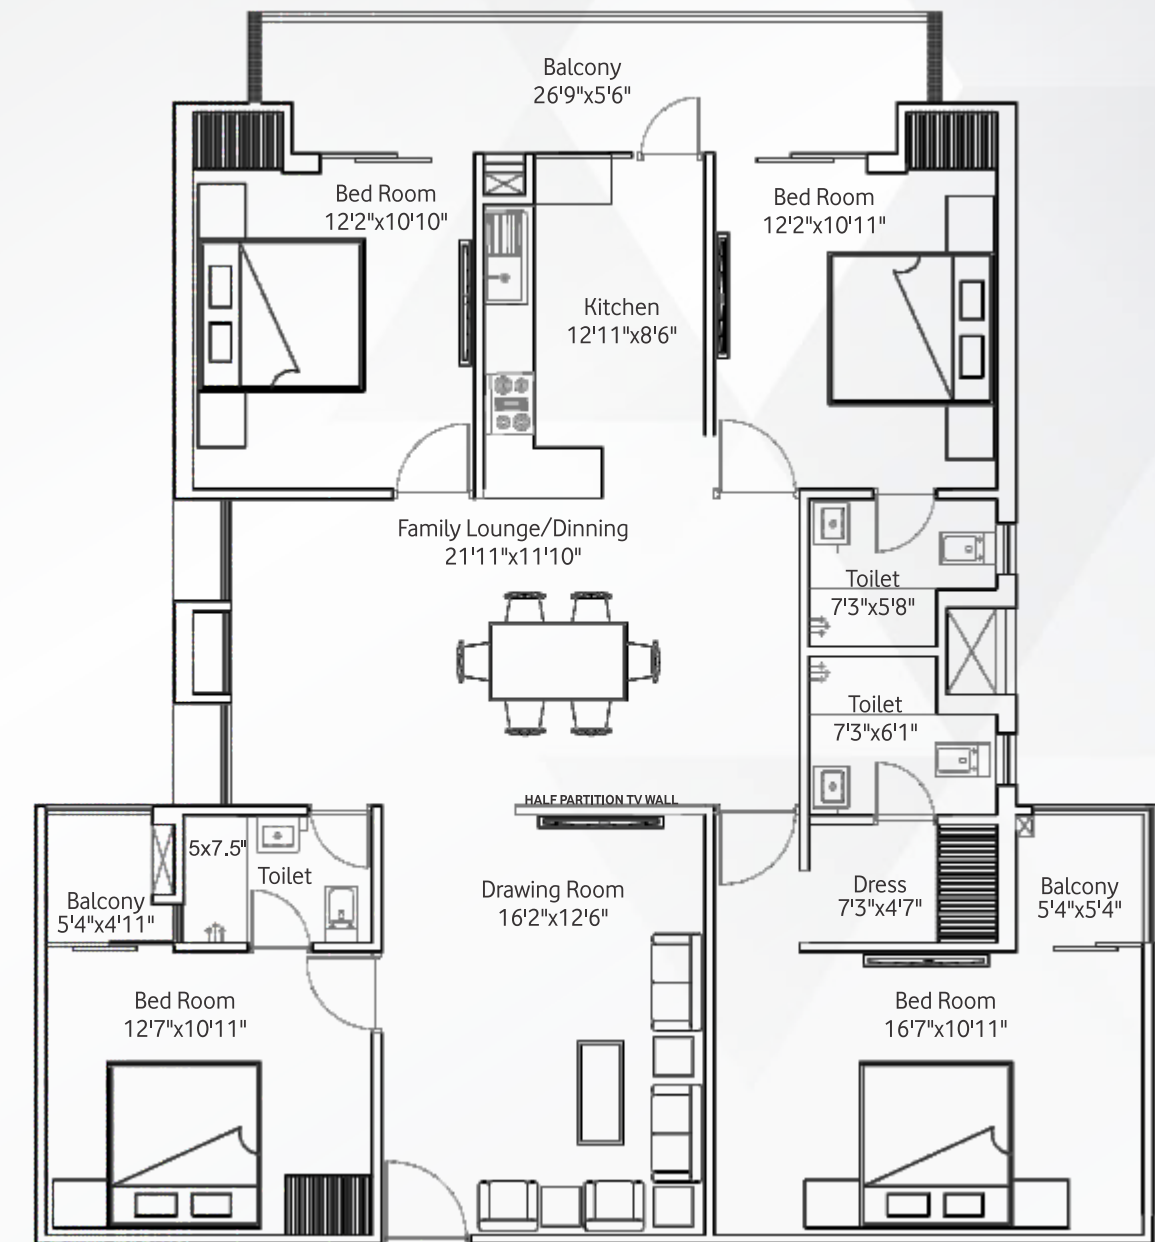 Balcony
26'9"x5'6"
Bed Room
12'2"x10'10"
Bed Room
12'2"x10'11"
Kitchen
12'11"x8'6"
Family Lounge/Dinning
21'11"x11'10"
Toilet
7'3"x5'8"
Toilet
7'3"x6'1"
HALF PARTITION TV WALL
5x7.5"
Toilet
Balcony
5'4"x4'11"
Drawing Room
16'2"x12'6"
Dress
7'3"x4'7"
Balcony
5'4"x5'4"
Bed Room
12'7"x10'11"
Bed Room
16'7"x10'11"